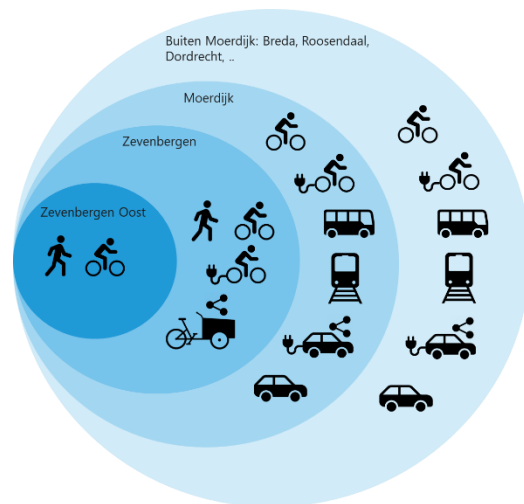 Buiten Moerdijk: Breda, Roosendaal,
Dordrecht, ..
Moerdijk
Zevenbergen
Zevenbergen Oost